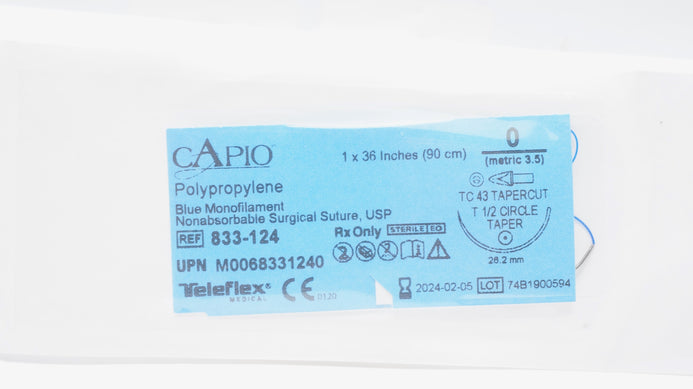 CAPIO™
1 x 36 Inches (90 cm)
0
(metric 3.5)
Polypropylene
Blue Monofilament
Nonabsorbable Surgical Suture, USP
TC 43 TAPERCUT
T 1/2 CIRCLE
TAPER
26.2 mm
REF 833-124
Rx Only STERILE EO
UPN M0068331240
Teleflex®
MEDICAL
CE 0120
2024-02-05 LOT 74B1900594